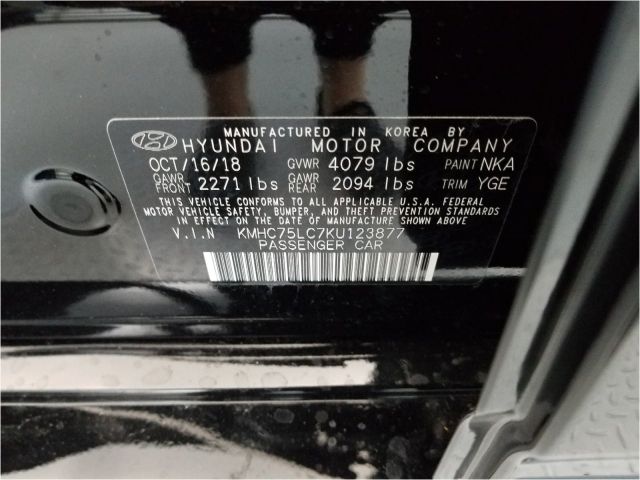 MANUFACTURED IN KOREA BY
HYUNDAI MOTOR COMPANY
OCT/16/18 GVWR 4079 lbs PAINT NKA
GAWR FRONT 2271 lbs GAWR REAR 2094 lbs TRIM YGE
THIS VEHICLE CONFORMS TO ALL APPLICABLE U.S.A. FEDERAL
MOTOR VEHICLE SAFETY, BUMPER, AND THEFT PREVENTION STANDARDS
IN EFFECT ON THE DATE OF MANUFACTURE SHOWN ABOVE
V.I.N KMHC75LC7KU123877
PASSENGER CAR